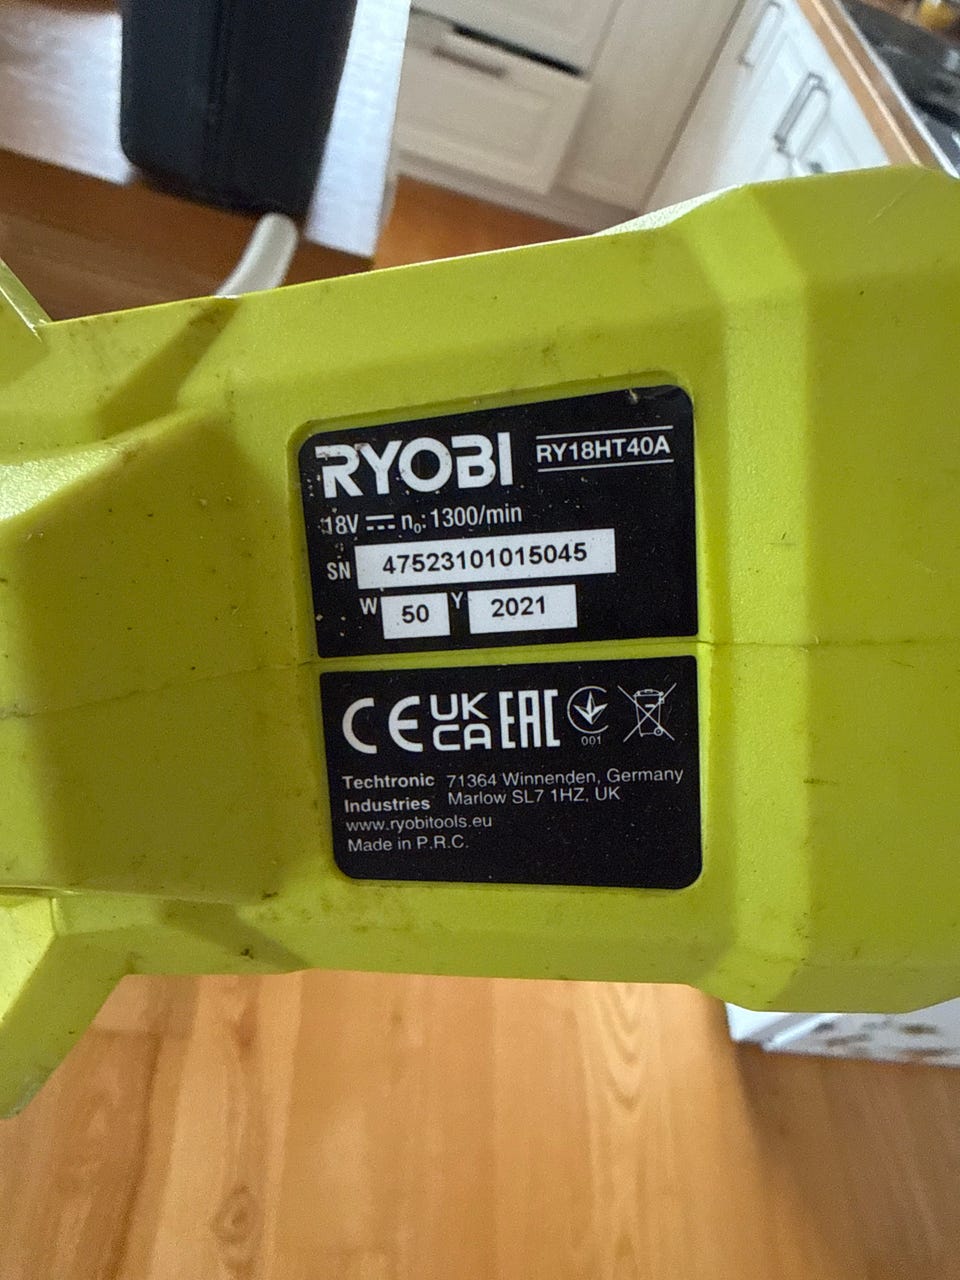 RYOBI RY18HT40A
18V ⎓ n₀: 1300/min
SN 47523101015045
W 50 Y 2021
CE UK CA EAC 001
Techtronic Industries
71364 Winnenden, Germany
Marlow SL7 1HZ, UK
www.ryobitools.eu
Made in P.R.C.